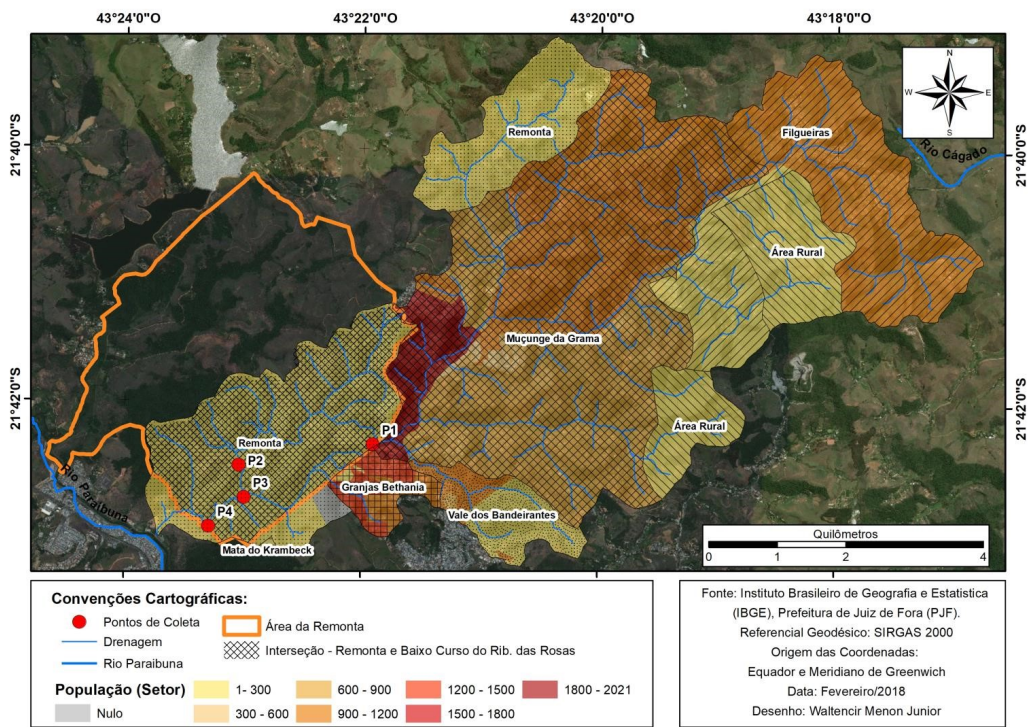 43°24'0"O 43°22'0"O 43°20'0"O 43°18'0"O
N
W E
S
Remonta
Filgueiras
Rio Cágado
21°40'0"S 21°40'0"S
Área Rural
Muçunge da Grama
21°42'0"S 21°42'0"S
Área Rural
P1
Remonta
P2
P3
Granjas Bethania
Rio Paraibuna
P4
Vale dos Bandeirantes
Mata do Krambeck
Quilômetros
0 1 2 4
Convenções Cartográficas:
Pontos de Coleta
Drenagem
Rio Paraibuna
Área da Remonta
Interseção - Remonta e Baixo Curso do Rib. das Rosas
População (Setor)
Nulo
1- 300
300 - 600
600 - 900
900 - 1200
1200 - 1500
1500 - 1800
1800 - 2021
Fonte: Instituto Brasileiro de Geografia e Estatistica
(IBGE), Prefeitura de Juiz de Fora (PJF).
Referencial Geodésico: SIRGAS 2000
Origem das Coordenadas:
Equador e Meridiano de Greenwich
Data: Fevereiro/2018
Desenho: Waltencir Menon Junior